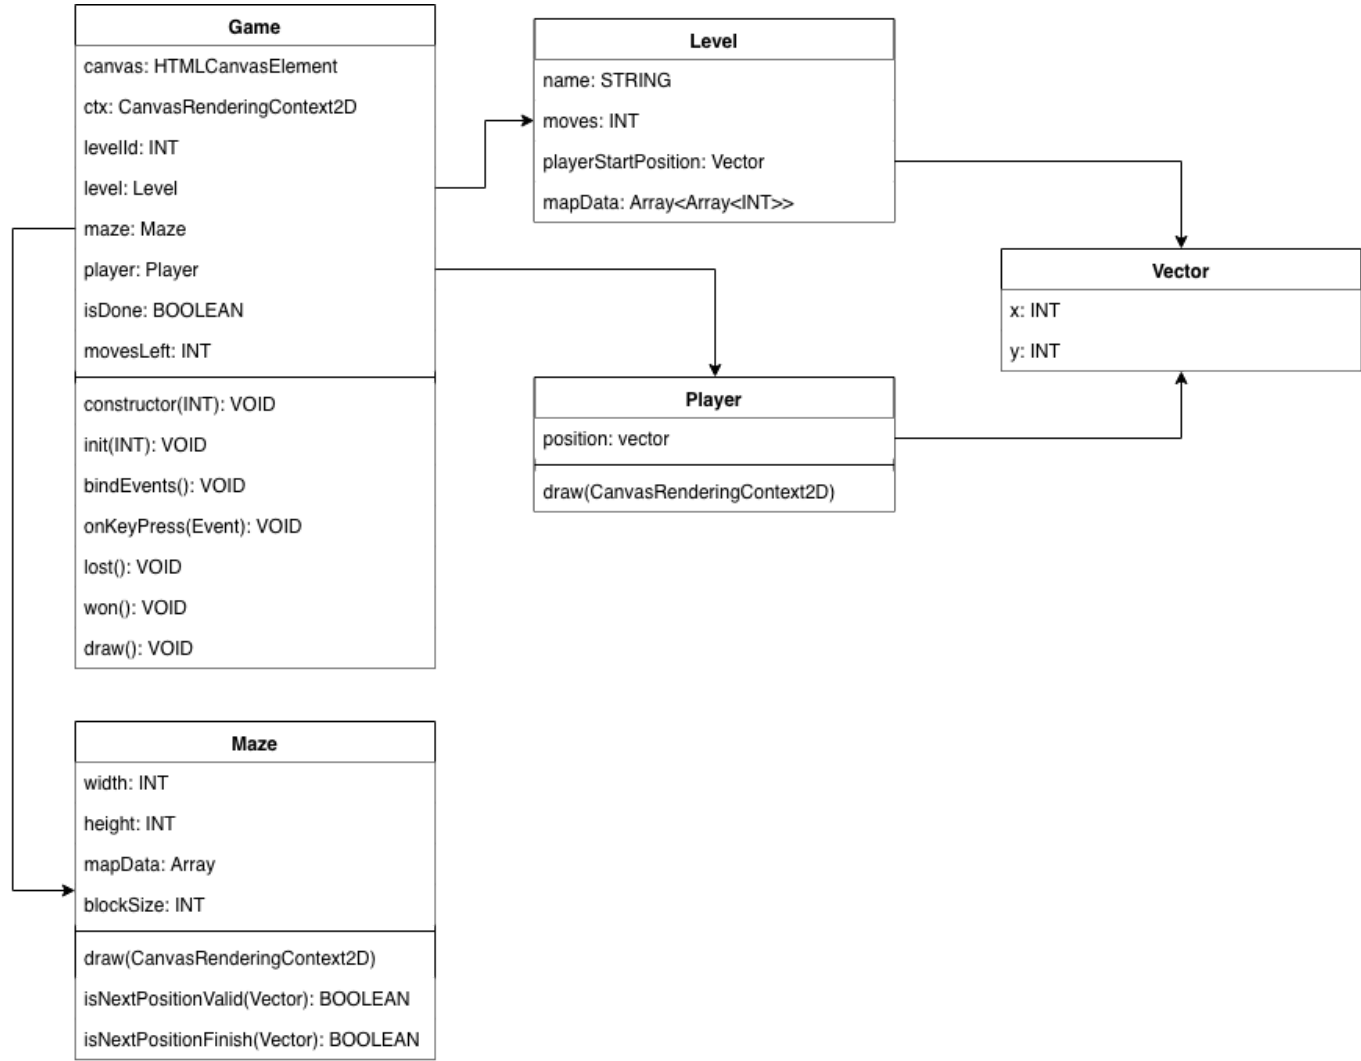 Game
canvas: HTMLCanvasElement
ctx: CanvasRenderingContext2D
levelId: INT
level: Level
maze: Maze
player: Player
isDone: BOOLEAN
movesLeft: INT
constructor(INT): VOID
init(INT): VOID
bindEvents(): VOID
onKeyPress(Event): VOID
lost(): VOID
won(): VOID
draw(): VOID
Level
name: STRING
moves: INT
playerStartPosition: Vector
mapData: Array<Array<INT>>
Vector
x: INT
y: INT
Player
position: vector
draw(CanvasRenderingContext2D)
Maze
width: INT
height: INT
mapData: Array
blockSize: INT
draw(CanvasRenderingContext2D)
isNextPositionValid(Vector): BOOLEAN
isNextPositionFinish(Vector): BOOLEAN